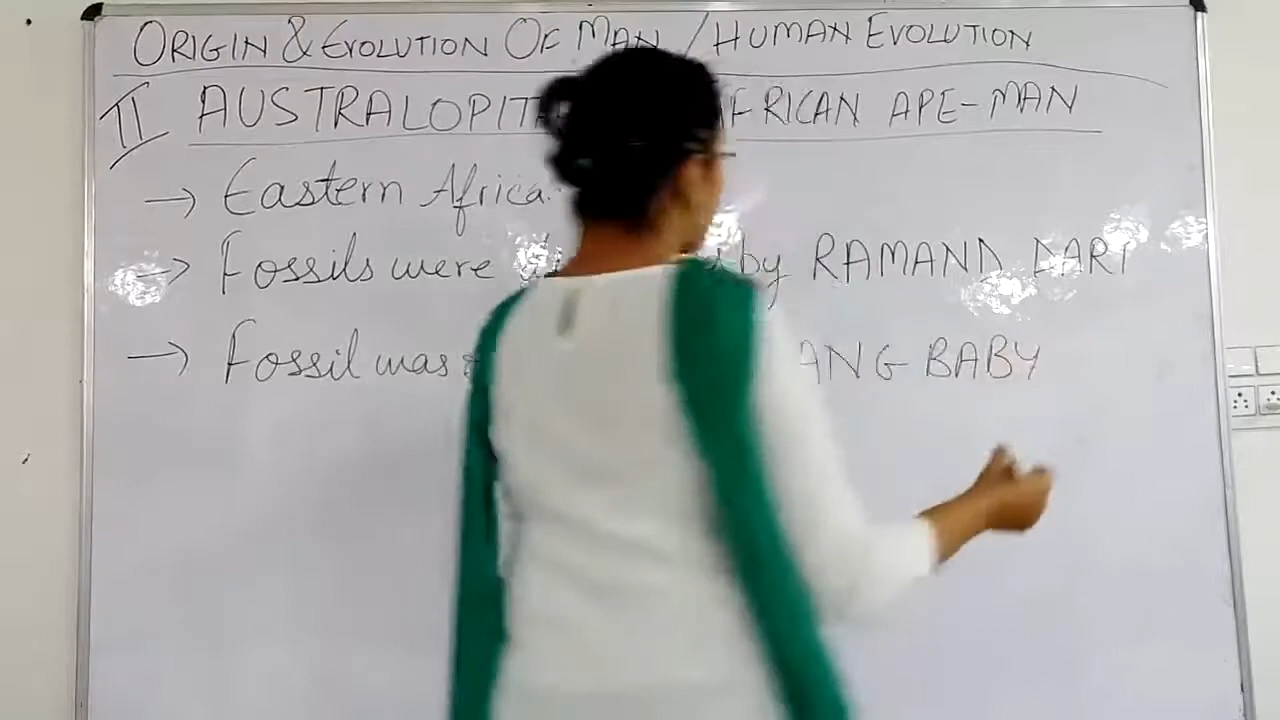 ORIGIN & EVOLUTION OF MAN / HUMAN EVOLUTION
II AUSTRALOPIT FRICAN APE-MAN
→ Eastern Africa.
→ Fossils were by RAMAND DART
→ Fossil was ANG BABY